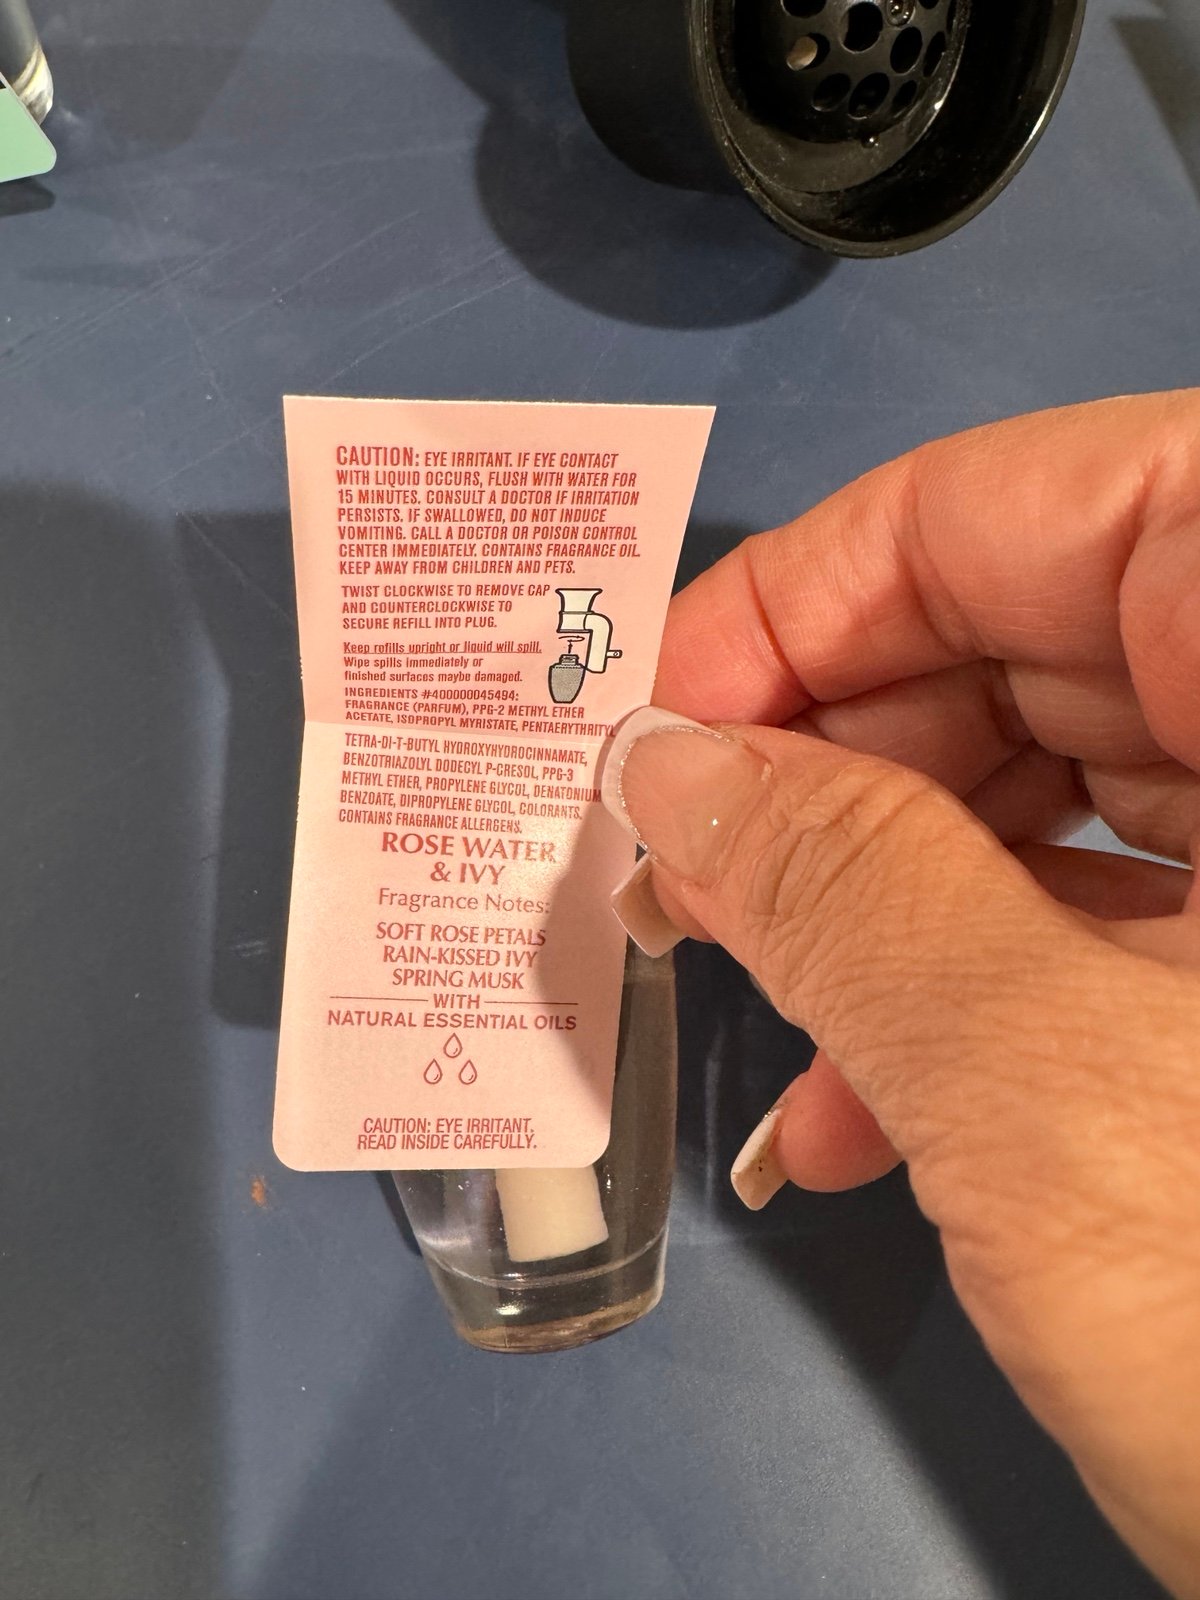 CAUTION: EYE IRRITANT. IF EYE CONTACT
WITH LIQUID OCCURS, FLUSH WITH WATER FOR
15 MINUTES. CONSULT A DOCTOR IF IRRITATION
PERSISTS. IF SWALLOWED, DO NOT INDUCE
VOMITING. CALL A DOCTOR OR POISON CONTROL
CENTER IMMEDIATELY. CONTAINS FRAGRANCE OIL.
KEEP AWAY FROM CHILDREN AND PETS.
TWIST CLOCKWISE TO REMOVE CAP
AND COUNTERCLOCKWISE TO
SECURE REFILL INTO PLUG.
Keep refills upright or liquid will spill.
Wipe spills immediately or
finished surfaces maybe damaged.
INGREDIENTS #400000045494:
FRAGRANCE (PARFUM), PPG-2 METHYL ETHER
ACETATE, ISOPROPYL MYRISTATE, PENTAERYTHRITYL
TETRA-DI-T-BUTYL HYDROXYHYDROCINNAMATE,
BENZOTRIAZOLYL DODECYL P-CRESOL, PPG-3
METHYL ETHER, PROPYLENE GLYCOL, DENATONIUM
BENZOATE, DIPROPYLENE GLYCOL, COLORANTS.
CONTAINS FRAGRANCE ALLERGENS.
ROSE WATER
& IVY
Fragrance Notes:
SOFT ROSE PETALS
RAIN-KISSED IVY
SPRING MUSK
WITH
NATURAL ESSENTIAL OILS
CAUTION: EYE IRRITANT.
READ INSIDE CAREFULLY.